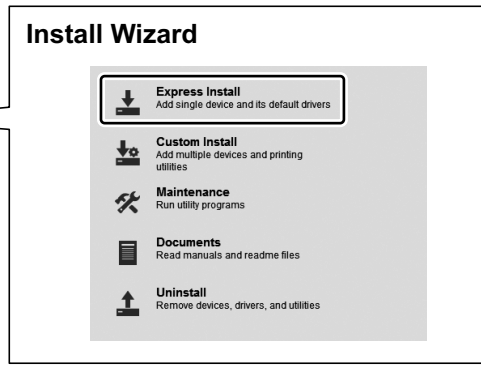 Install Wizard
Express Install
Add single device and its default drivers
Custom Install
Add multiple devices and printing
utilities
Maintenance
Run utility programs
Documents
Read manuals and readme files
Uninstall
Remove devices, drivers, and utilities